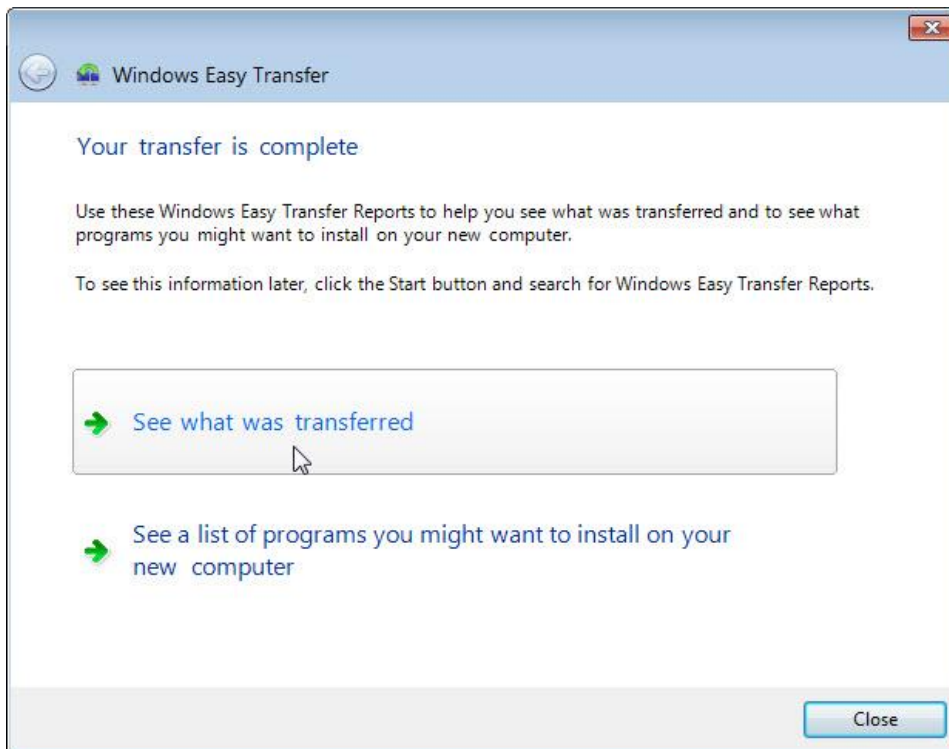 Windows Easy Transfer
Your transfer is complete
Use these Windows Easy Transfer Reports to help you see what was transferred and to see what
programs you might want to install on your new computer.
To see this information later, click the Start button and search for Windows Easy Transfer Reports.
See what was transferred
See a list of programs you might want to install on your
new computer
Close